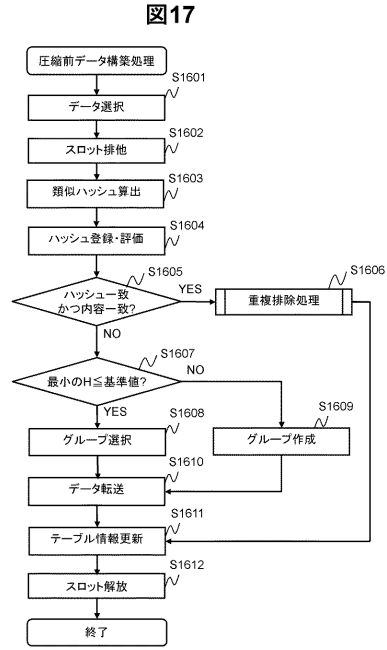 図17
圧縮前データ構築処理
S1601
データ選択
S1602
スロット排他
S1603
類似ハッシュ算出
S1604
ハッシュ登録・評価
S1605
ハッシュ一致
かつ内容一致?
YES
S1606
重複排除処理
NO
S1607
最小のH≦基準値?
NO
YES
S1608
グループ選択
S1609
グループ作成
S1610
データ転送
S1611
テーブル情報更新
S1612
スロット解放
終了